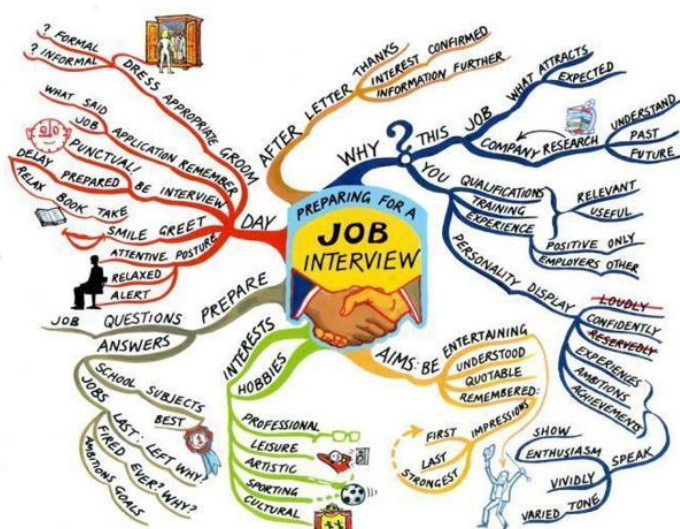 PREPARING FOR A
JOB
INTERVIEW
WHY ? THIS
JOB
WHAT ATTRACTS
EXPECTED
COMPANY RESEARCH
UNDERSTAND
PAST
FUTURE
YOU
QUALIFICATIONS
TRAINING
EXPERIENCE
RELEVANT
USEFUL
POSITIVE ONLY
EMPLOYERS OTHER
PERSONALITY DISPLAY
LOUDLY
CONFIDENTLY
RESERVEDLY
EXPERIENCES
AMBITIONS
ACHIEVEMENTS
SPEAK
SHOW
ENTHUSIASM
VIVIDLY
VARIED TONE
AIMS: BE
ENTERTAINING
UNDERSTOOD
QUOTABLE
REMEMBERED:
IMPRESSIONS
FIRST
LAST
STRONGEST
INTERESTS
HOBBIES
PROFESSIONAL
LEISURE
ARTISTIC
SPORTING
CULTURAL
PREPARE
QUESTIONS
JOB
ANSWERS
SCHOOL SUBJECTS
BEST
1
JOBS
LAST: LEFT WHY?
FIRED EVER? WHY?
AMBITIONS GOALS
DAY
DRESS APPROPRIATE GROOM
? FORMAL
? INFORMAL
APPLICATION REMEMBER
WHAT SAID
JOB
BE INTERVIEW
PUNCTUAL!
PREPARED
DELAY
BOOK TAKE
RELAX
SMILE GREET
ATTENTIVE POSTURE
RELAXED
ALERT
AFTER LETTER
THANKS
INTEREST CONFIRMED
INFORMATION FURTHER